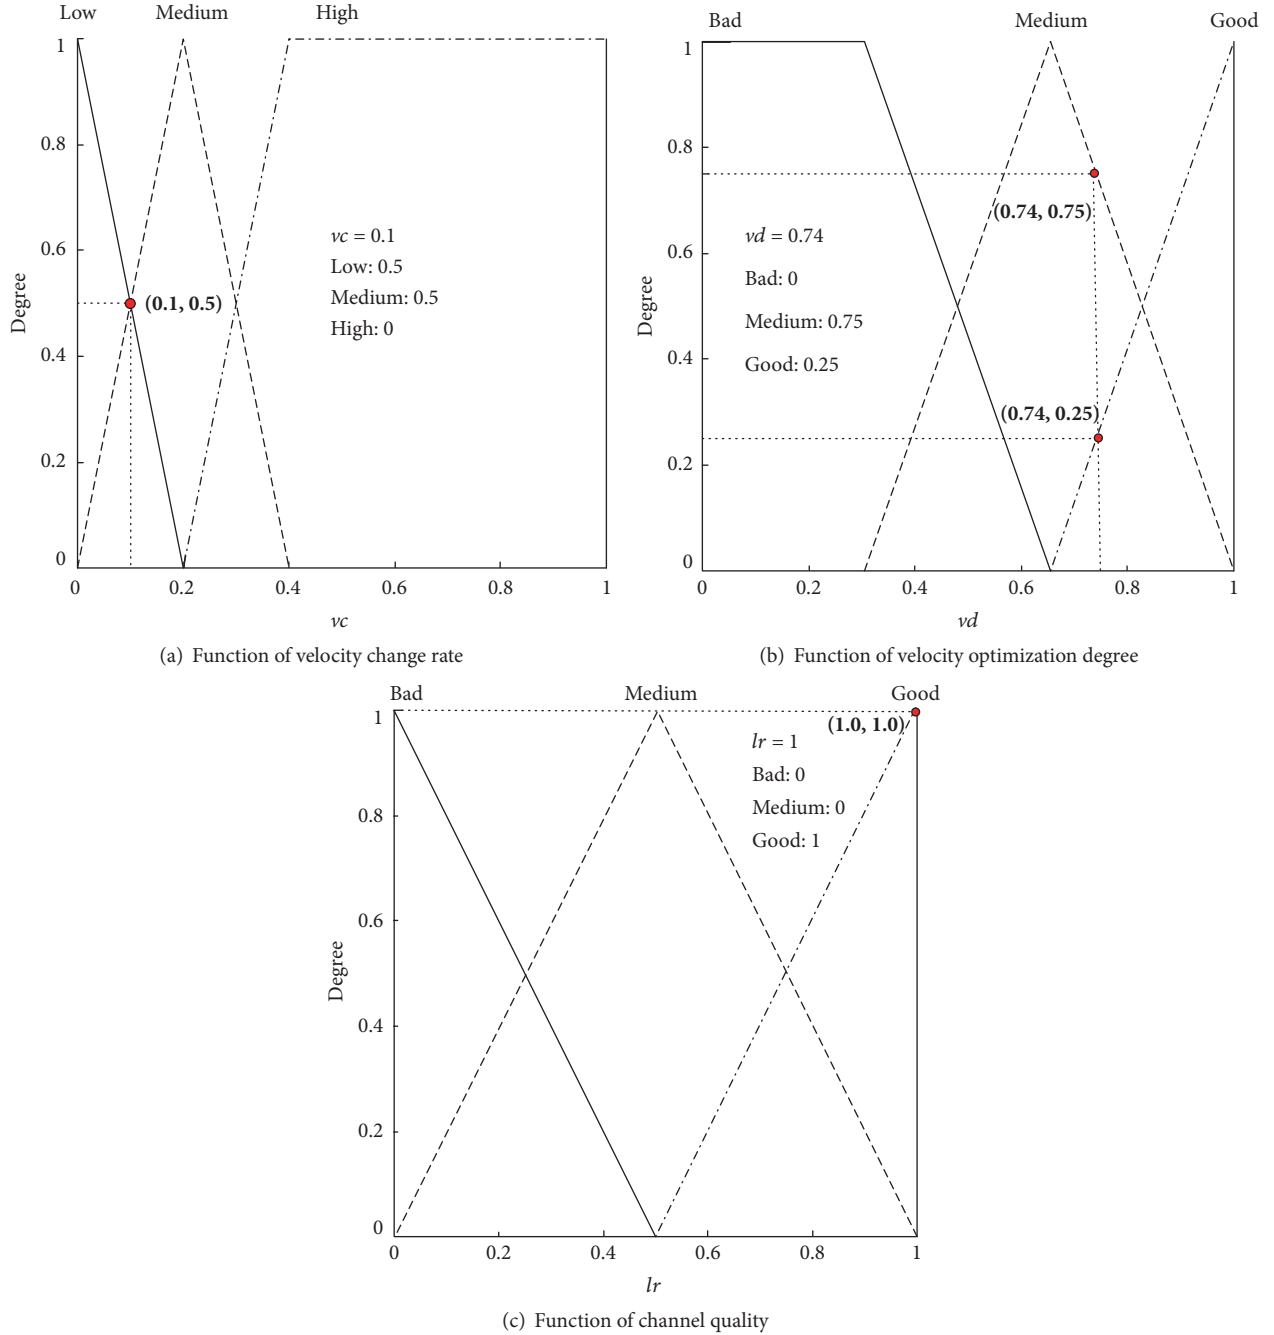 Low Medium High
1
0.8
0.6
0.4
0.2
0
Degree
(0.1, 0.5)
vc = 0.1
Low: 0.5
Medium: 0.5
High: 0
0 0.2 0.4 0.6 0.8 1
vc
(a) Function of velocity change rate
Bad Medium Good
1
0.8
0.6
0.4
0.2
0
Degree
(0.74, 0.75)
vd = 0.74
Bad: 0
Medium: 0.75
Good: 0.25
(0.74, 0.25)
0 0.2 0.4 0.6 0.8 1
vd
(b) Function of velocity optimization degree
Bad Medium Good
1
0.8
0.6
0.4
0.2
0
Degree
(1.0, 1.0)
lr = 1
Bad: 0
Medium: 0
Good: 1
0 0.2 0.4 0.6 0.8 1
lr
(c) Function of channel quality